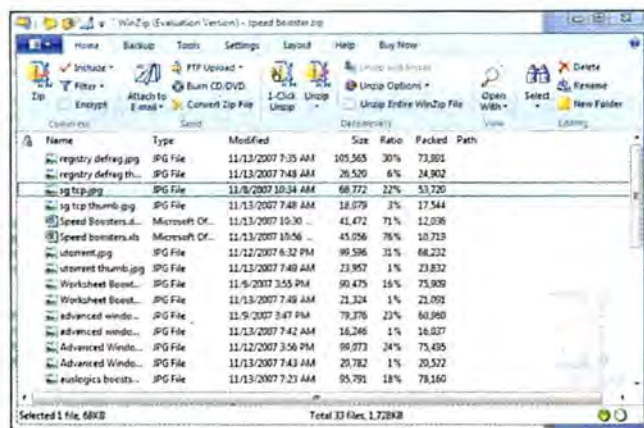 WinZip (Evaluation Version) - speed booster.zip
Home Backup Tools Settings Layout Help Buy Now
Zip
Include
Filter
Encrypt
Attach to E-mail
FTP Upload
Burn CD/DVD
Convert Zip File
1-Click Unzip
Unzip
Unzip Options
Unzip Entire WinZip File
Open With
Select
Delete
Rename
New Folder
Send View Editing
Name Type Modified Size Ratio Packed Path
registry defrag.jpg JPG File 11/13/2007 7:35 AM 105,565 30% 73,891
registry defrag th... JPG File 11/13/2007 7:48 AM 26,520 6% 24,902
sg tcp.jpg JPG File 11/8/2007 10:34 AM 68,772 22% 53,720
sg tcp thumb.jpg JPG File 11/13/2007 7:48 AM 18,079 3% 17,544
Speed Boosters.d... Microsoft Of... 11/13/2007 10:30 ... 41,472 71% 12,036
Speed boosters.xls Microsoft Of... 11/13/2007 10:56 ... 45,056 76% 10,713
utorrent.jpg JPG File 11/12/2007 6:32 PM 99,596 31% 68,232
utorrent thumb.jpg JPG File 11/13/2007 7:49 AM 23,957 1% 23,832
Worksheet Boost... JPG File 11/6/2007 3:55 PM 90,475 16% 75,909
Worksheet Boost... JPG File 11/13/2007 7:49 AM 21,324 1% 21,091
advanced windo... JPG File 11/9/2007 3:47 PM 79,376 23% 60,960
advanced windo... JPG File 11/13/2007 7:42 AM 16,246 1% 16,037
Advanced Windo... JPG File 11/12/2007 3:56 PM 99,073 24% 75,495
Advanced Windo... JPG File 11/13/2007 7:43 AM 20,782 1% 20,522
auslogics boosts... JPG File 11/13/2007 7:23 AM 95,791 18% 78,160
Selected 1 file, 68KB Total 33 files, 1,728KB